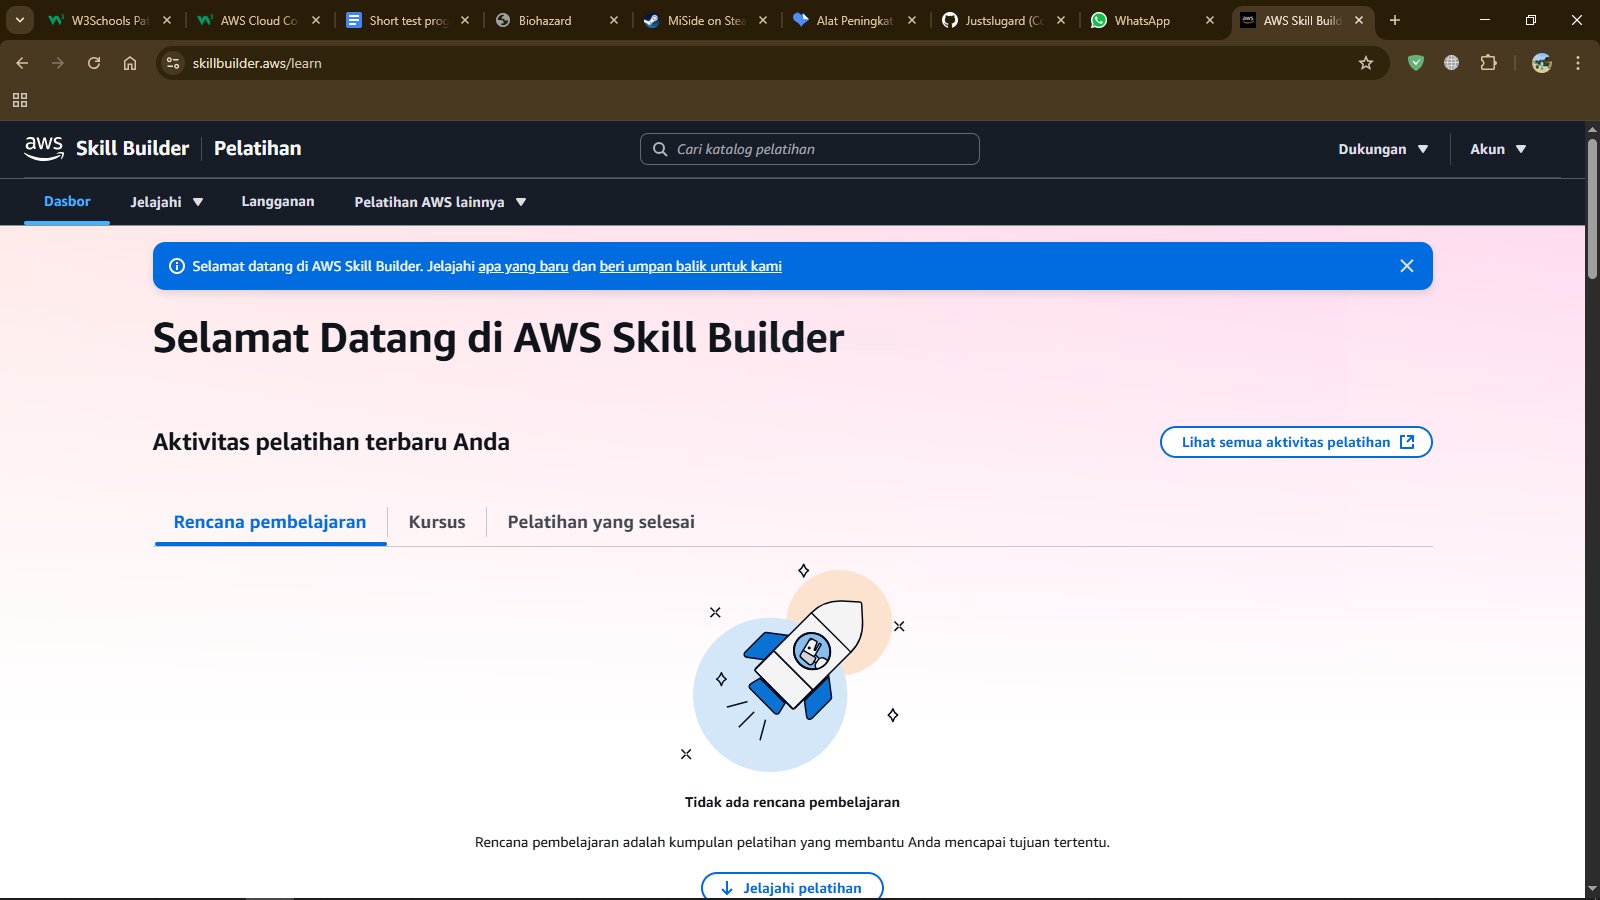 W3Schools Pat
AWS Cloud Co
Short test prog
Biohazard
MiSide on Stea
Alat Peningkat
Justslugard (Co
WhatsApp
AWS Skill Build
skillbuilder.aws/learn
aws Skill Builder Pelatihan
Cari katalog pelatihan
Dukungan
Akun
Dasbor
Jelajahi
Langganan
Pelatihan AWS lainnya
Selamat datang di AWS Skill Builder. Jelajahi apa yang baru dan beri umpan balik untuk kami
Selamat Datang di AWS Skill Builder
Aktivitas pelatihan terbaru Anda
Lihat semua aktivitas pelatihan
Rencana pembelajaran
Kursus
Pelatihan yang selesai
Tidak ada rencana pembelajaran
Rencana pembelajaran adalah kumpulan pelatihan yang membantu Anda mencapai tujuan tertentu.
Jelajahi pelatihan